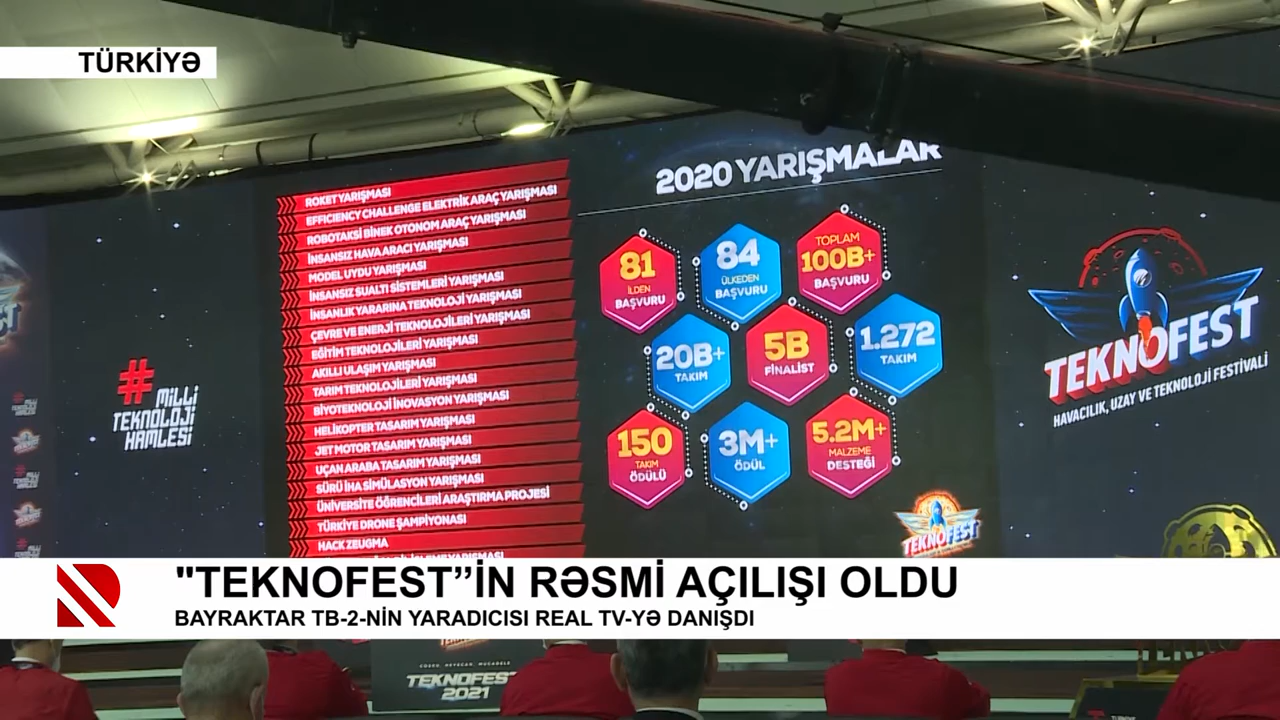 TÜRKİYƏ
2020 YARIŞMALAR
ROKET YARIŞMASI
EFFICIENCY CHALLENGE ELEKTRİK ARAÇ YARIŞMASI
ROBOTAKSİ BİNEK OTONOM ARAÇ YARIŞMASI
İNSANSIZ HAVA ARACI YARIŞMASI
MODEL UYDU YARIŞMASI
İNSANSIZ SUALTI SİSTEMLERİ YARIŞMASI
İNSANLIK YARARINA TEKNOLOJİ YARIŞMASI
ÇEVRE VE ENERJİ TEKNOLOJİLERİ YARIŞMASI
EĞİTİM TEKNOLOJİLERİ YARIŞMASI
AKILLI ULAŞIM YARIŞMASI
TARIM TEKNOLOJİLERİ YARIŞMASI
BİYOTEKNOLOJİ İNOVASYON YARIŞMASI
HELİKOPTER TASARIM YARIŞMASI
JET MOTOR TASARIM YARIŞMASI
UÇAN ARABA TASARIM YARIŞMASI
SÜRÜ İHA SİMÜLASYON YARIŞMASI
ÜNİVERSİTE ÖĞRENCİLERİ ARAŞTIRMA PROJESİ
TÜRKİYE DRONE ŞAMPİYONASI
HACK ZEUGMA
81
İLDEN
BAŞVURU
84
ÜLKEDEN
BAŞVURU
TOPLAM
100B+
BAŞVURU
20B+
TAKIM
5B
FİNALİST
1.272
TAKIM
150
TAKIM
ÖDÜLÜ
3M+
ÖDÜL
5.2M+
MALZEME
DESTEĞİ
TEKNOFEST
#MİLLİ
TEKNOLOJİ
HAMLESİ
TEKNOFEST
HAVACILIK, UZAY VE TEKNOLOJİ FESTİVALİ
"TEKNOFEST”İN RƏSMİ AÇILIŞI OLDU
BAYRAKTAR TB-2-NİN YARADICISI REAL TV-YƏ DANIŞDI
TEKNOFEST
2021